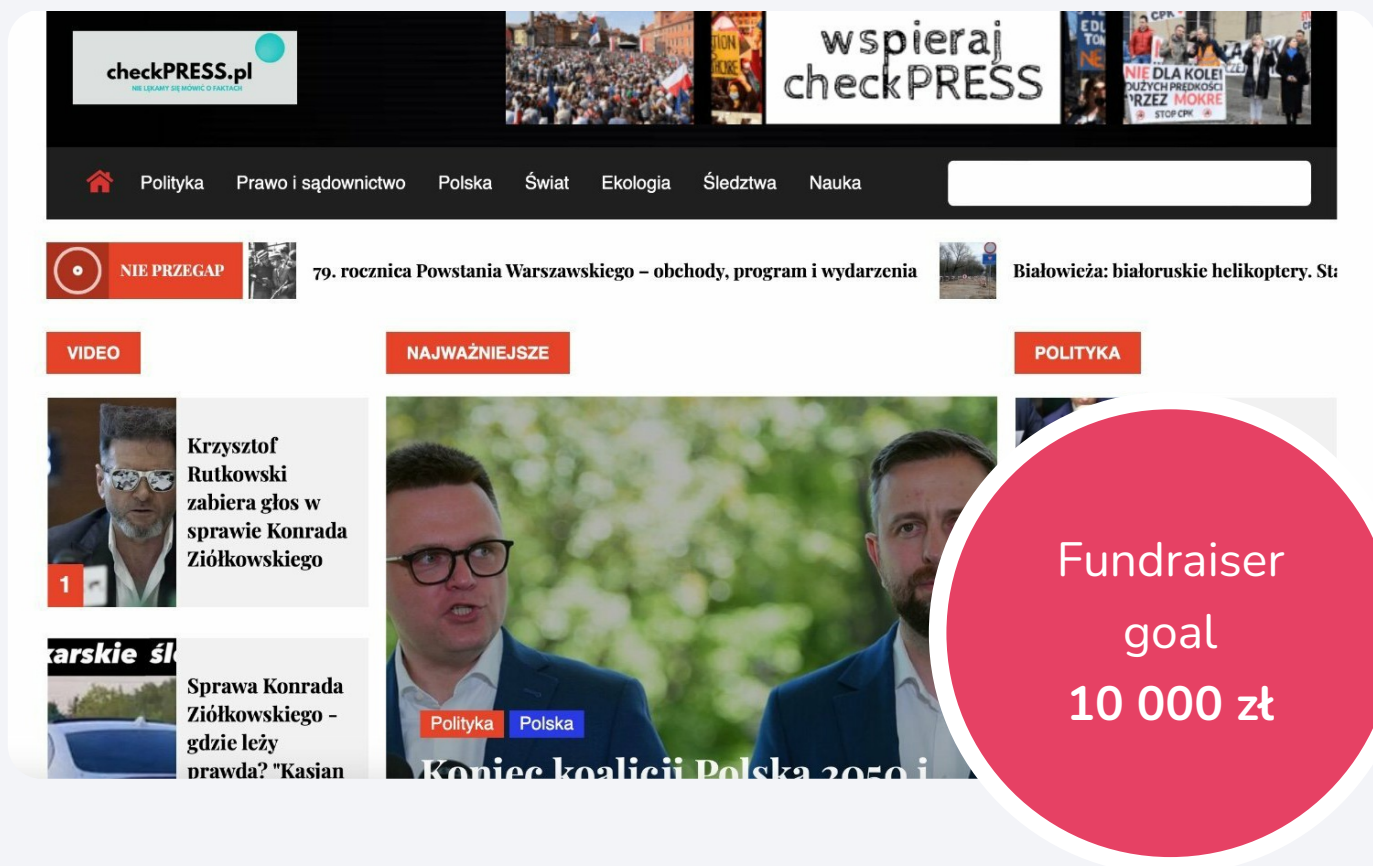 checkPRESS.pl
NIE LĘKAMY SIĘ MÓWIĆ O FAKTACH
wspieraj
checkPRESS
NIE DLA KOLEI
DUŻYCH PRĘDKOŚCI
PRZEZ MOKRE
STOP CPK
Polityka Prawo i sądownictwo Polska Świat Ekologia Śledztwa Nauka
NIE PRZEGAP
79. rocznica Powstania Warszawskiego – obchody, program i wydarzenia
Białowieża: białoruskie helikoptery. Sta
VIDEO
Krzysztof
Rutkowski
zabiera głos w
sprawie Konrada
Ziółkowskiego
1
Sprawa Konrada
Ziółkowskiego -
gdzie leży
prawda? "Kasjan
NAJWAŻNIEJSZE
Polityka Polska
Koniec koalicji Polska 2050 i
POLITYKA
Fundraiser
goal
10 000 zł